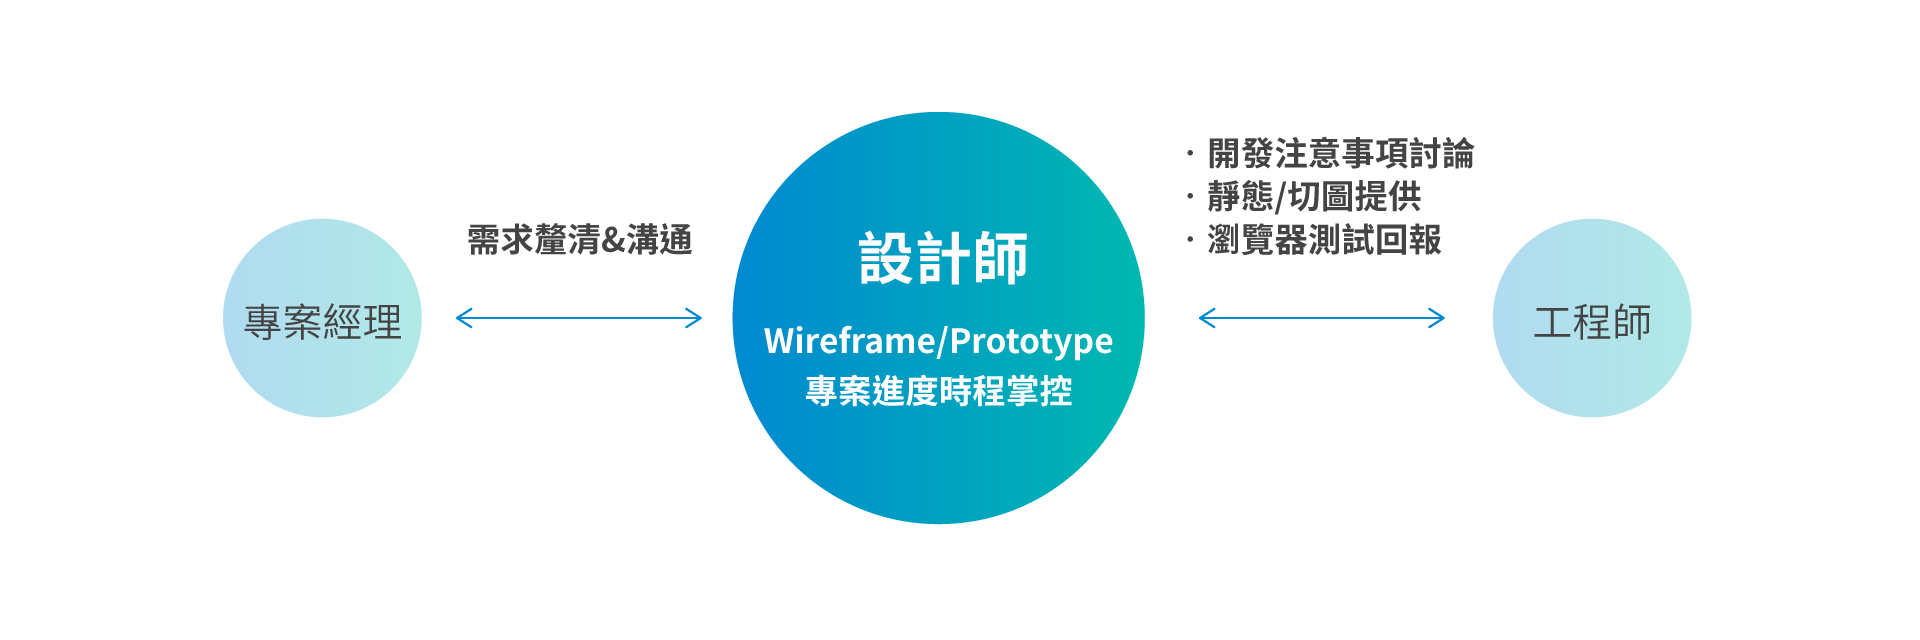 專案經理
需求釐清&溝通
設計師
Wireframe/Prototype
專案進度時程掌控
· 開發注意事項討論
· 靜態/切圖提供
· 瀏覽器測試回報
工程師